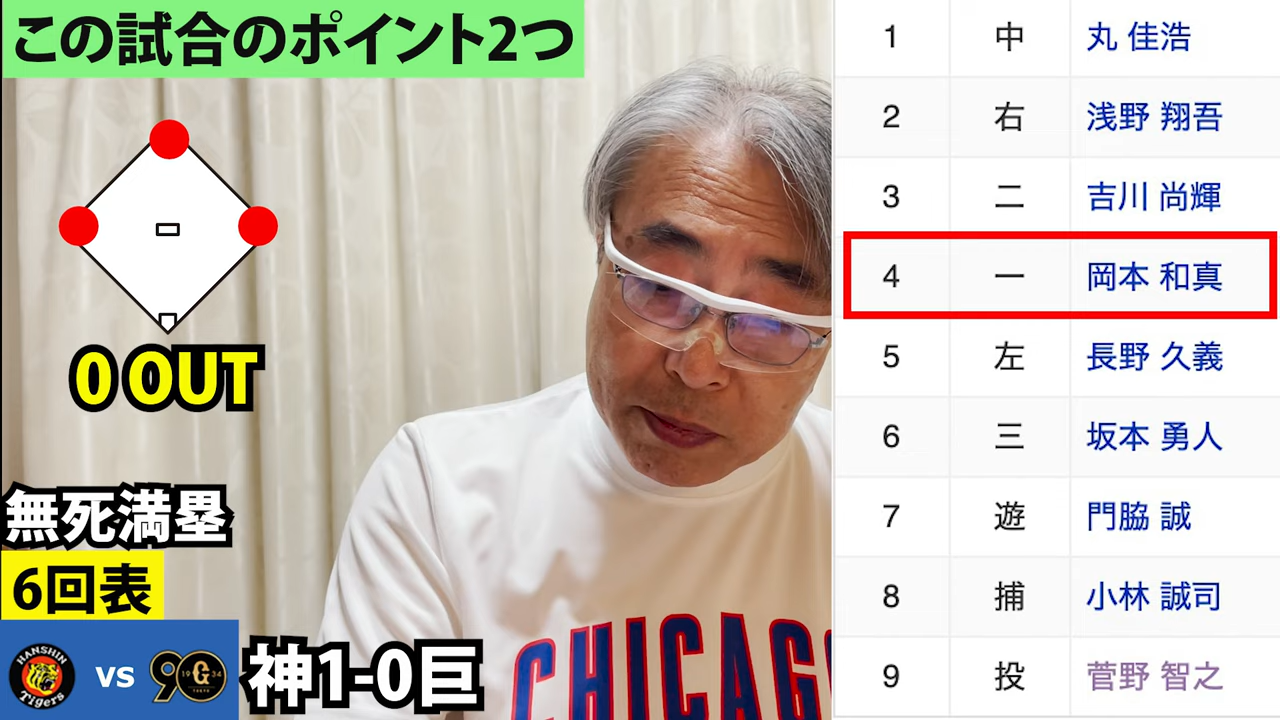 この試合のポイント2つ
0 OUT
無死満塁
6回表
HANSHIN Tigers vs 90 1934 G TOKYO
神1-0巨
CHICAG
1 中 丸 佳浩
2 右 浅野 翔吾
3 二 吉川 尚輝
4 一 岡本 和真
5 左 長野 久義
6 三 坂本 勇人
7 遊 門脇 誠
8 捕 小林 誠司
9 投 菅野 智之